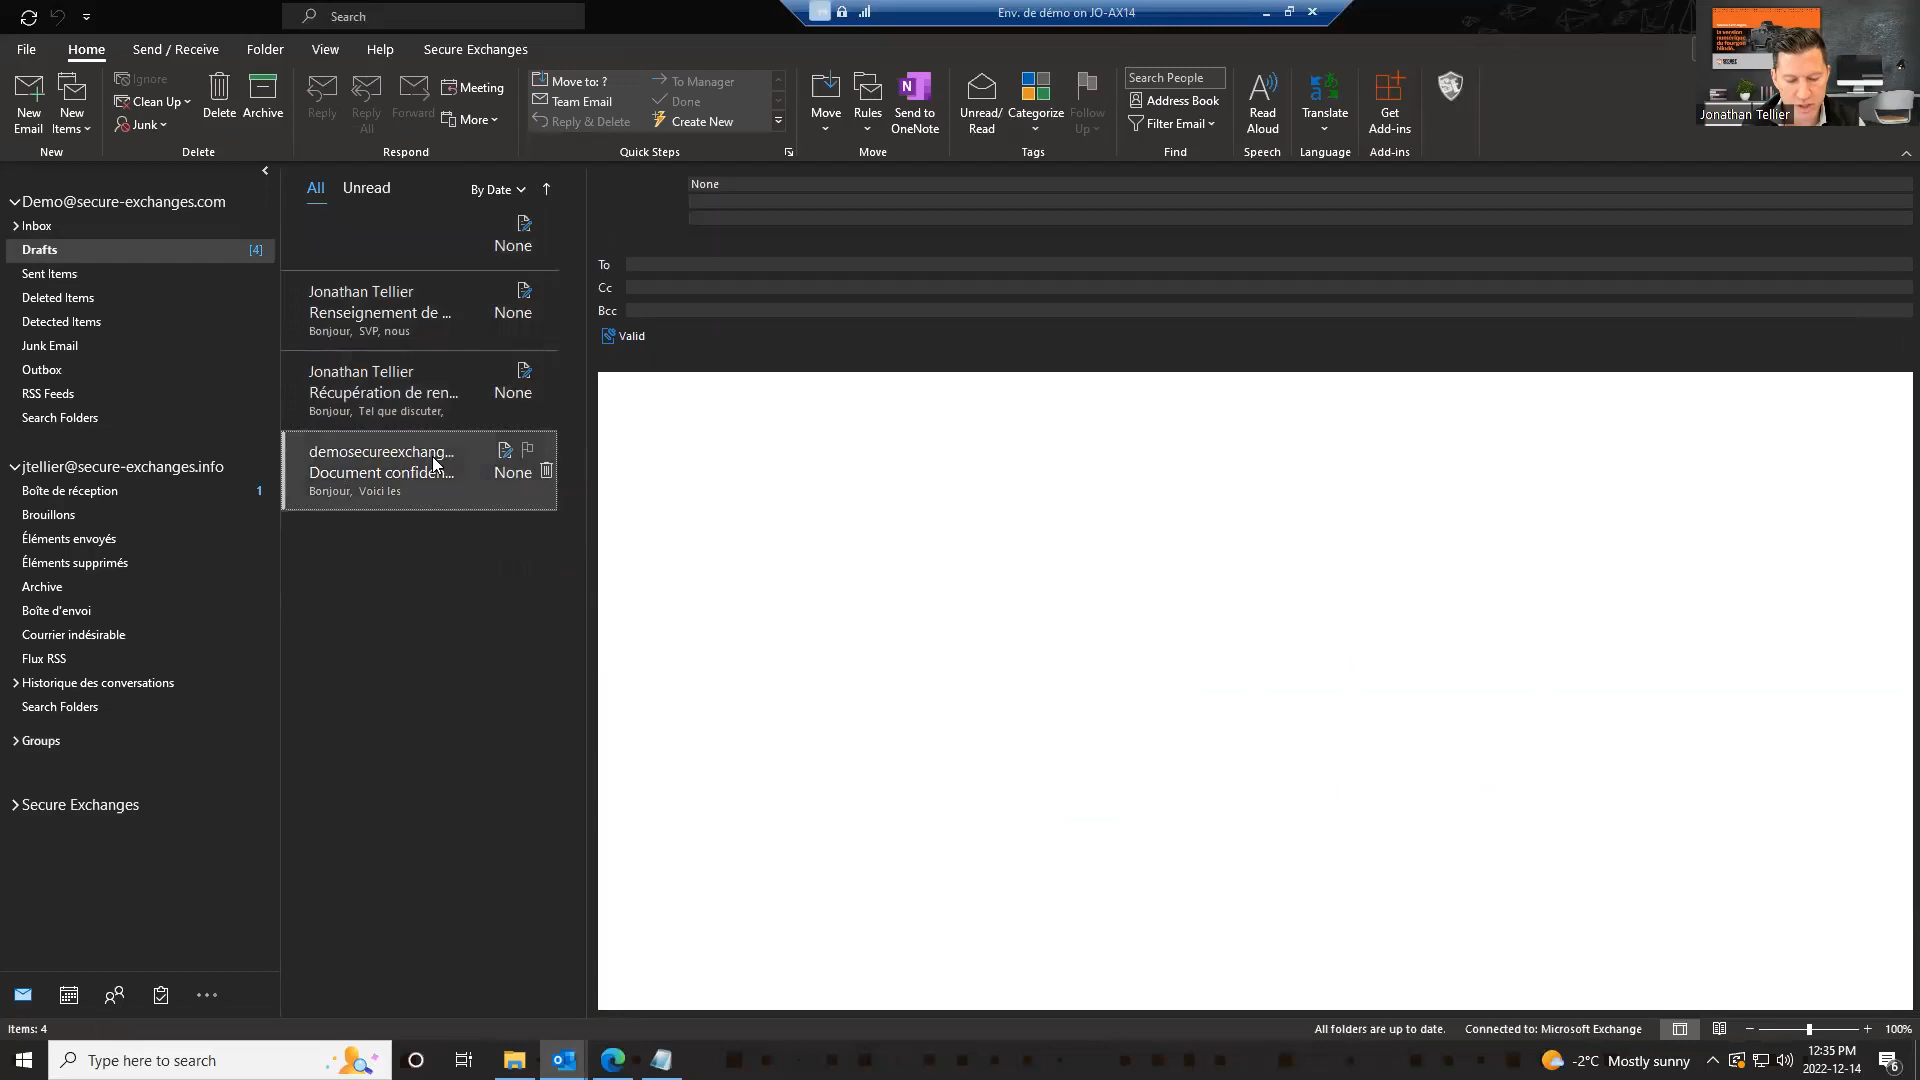 Search
Env. de démo on JO-AX14
File Home Send / Receive Folder View Help Secure Exchanges
New Email
New Items
New
Ignore
Clean Up
Junk
Delete
Archive
Delete
Reply
Reply All
Forward
Meeting
More
Respond
Move to: ?
Team Email
Reply & Delete
To Manager
Done
Create New
Quick Steps
Move
Rules
Send to OneNote
Move
Unread/ Read
Categorize
Follow Up
Tags
Search People
Address Book
Filter Email
Find
Read Aloud
Speech
Translate
Language
Get Add-ins
Add-ins
Jonathan Tellier
Demo@secure-exchanges.com
Inbox
Drafts [4]
Sent Items
Deleted Items
Detected Items
Junk Email
Outbox
RSS Feeds
Search Folders
jtellier@secure-exchanges.info
Boîte de réception 1
Brouillons
Éléments envoyés
Éléments supprimés
Archive
Boîte d'envoi
Courrier indésirable
Flux RSS
Historique des conversations
Search Folders
Groups
Secure Exchanges
All Unread By Date
None
Jonathan Tellier
Renseignement de ... None
Bonjour, SVP, nous
Jonathan Tellier
Récupération de ren... None
Bonjour, Tel que discuter,
demosecureexchang...
Document confiden... None
Bonjour, Voici les
None
To
Cc
Bcc
Valid
Items: 4
All folders are up to date. Connected to: Microsoft Exchange 100%
Type here to search
-2°C Mostly sunny
12:35 PM
2022-12-14
6